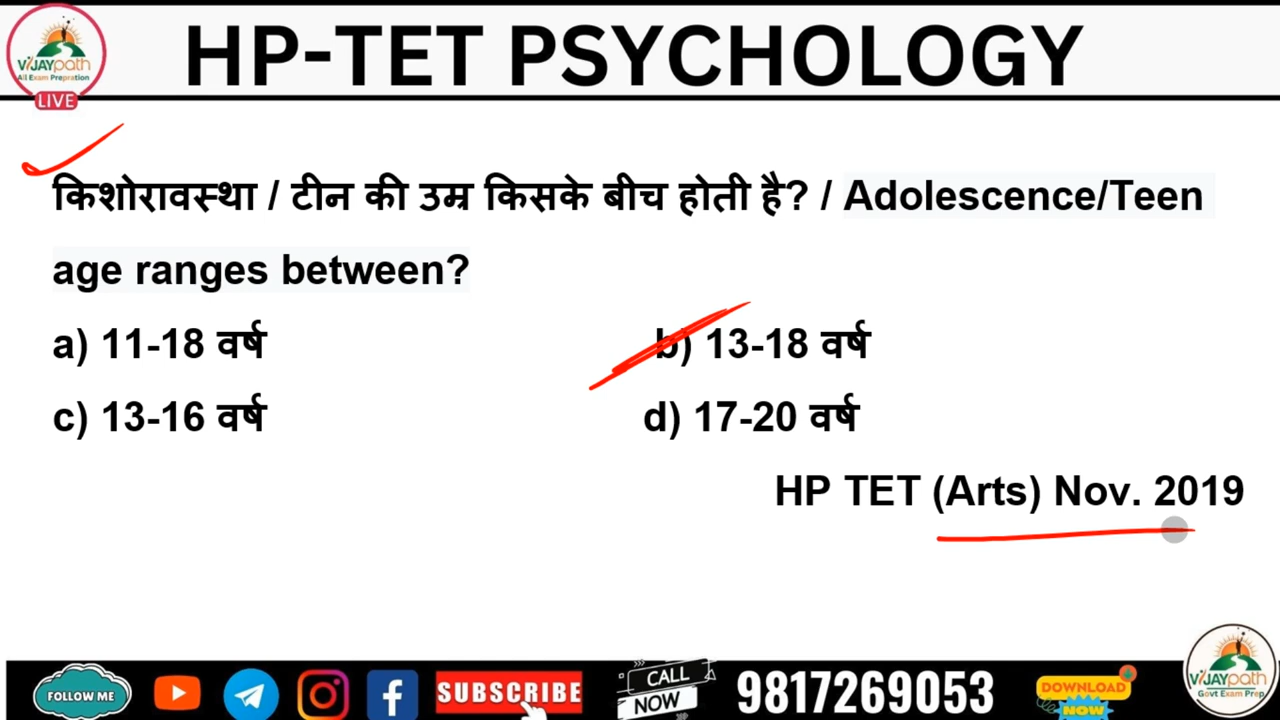 VIJAYpath
All Exam Prepration
LIVE
HP-TET PSYCHOLOGY
किशोरावस्था / टीन की उम्र किसके बीच होती है? / Adolescence/Teen
age ranges between?
a) 11-18 वर्ष
b) 13-18 वर्ष
c) 13-16 वर्ष
d) 17-20 वर्ष
HP TET (Arts) Nov. 2019
FOLLOW ME
SUBSCRIBE
CALL
NOW
9817269053
DOWNLOAD
NOW
VIJAYpath
Govt Exam Prep